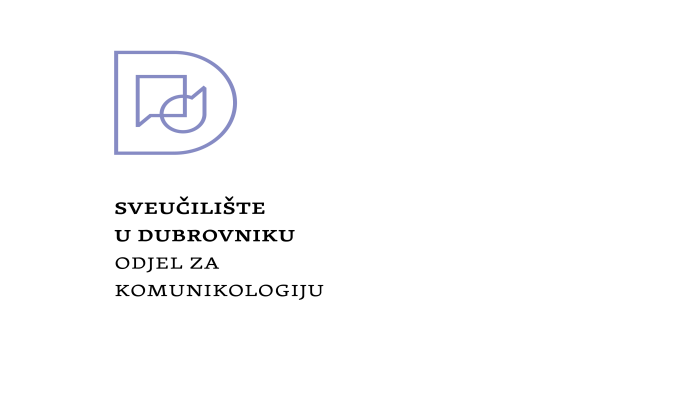 SVEUČILIŠTE
U DUBROVNIKU
ODJEL ZA
KOMUNIKOLOGIJU